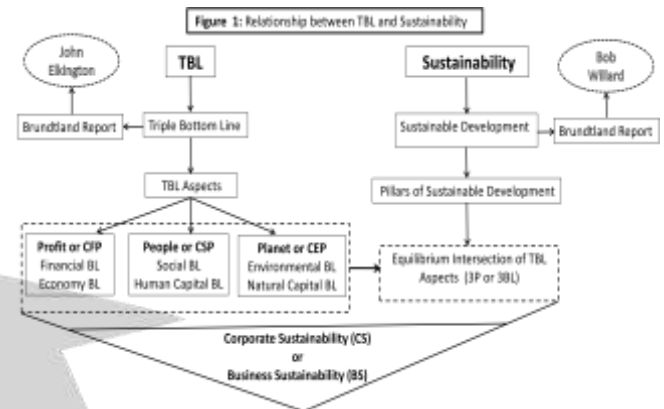 Figure 1: Relationship between TBL and Sustainability
John
Elkington
TBL
Sustainability
Bob
Willard
Brundtland Report
Triple Bottom Line
Sustainable Development
Brundtland Report
TBL Aspects
Pillars of Sustainable Development
Profit or CFP
Financial BL
Economy BL
People or CSP
Social BL
Human Capital BL
Planet or CEP
Environmental BL
Natural Capital BL
Equilibrium Intersection of TBL
Aspects (3P or 3BL)
Corporate Sustainability (CS)
or
Business Sustainability (BS)